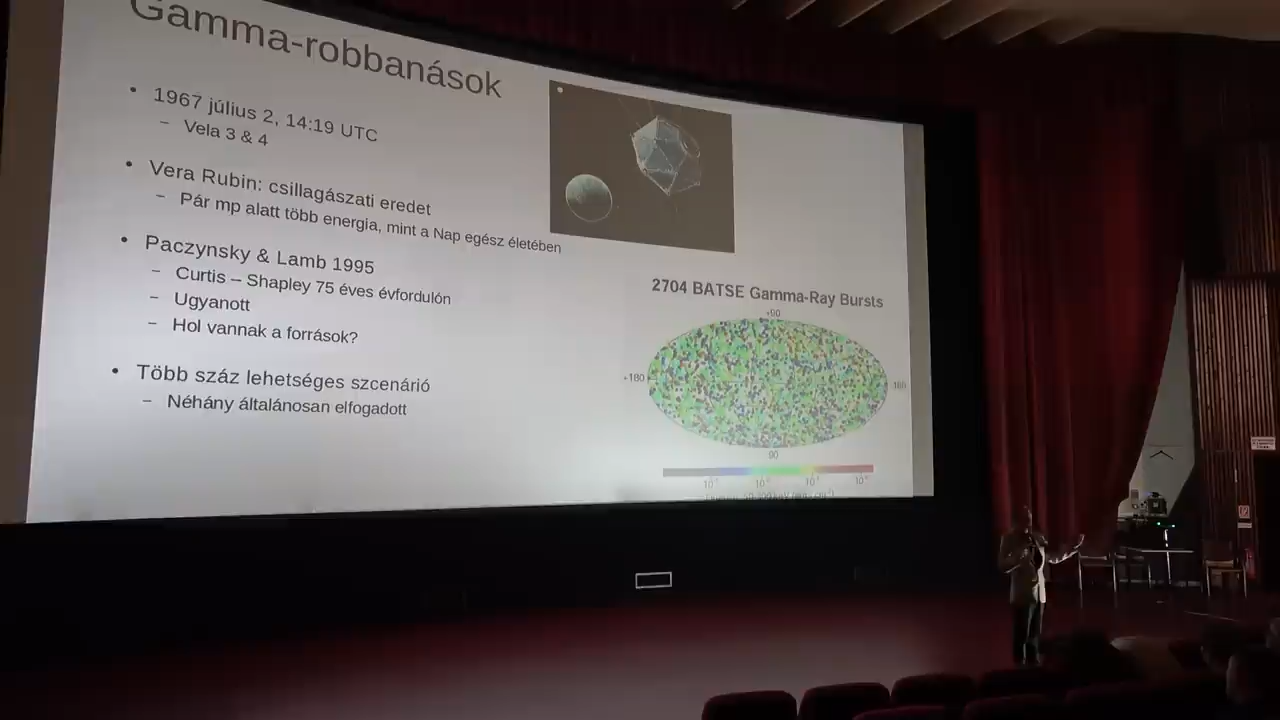 Gamma-robbanások
• 1967 július 2, 14:19 UTC
– Vela 3 & 4
• Vera Rubin: csillagászati eredet
– Pár mp alatt több energia, mint a Nap egész életében
• Paczynsky & Lamb 1995
– Curtis – Shapley 75 éves évfordulón
– Ugyanott
– Hol vannak a források?
• Több száz lehetséges szcenárió
– Néhány általánosan elfogadott
2704 BATSE Gamma-Ray Bursts
+90
+180
180
90